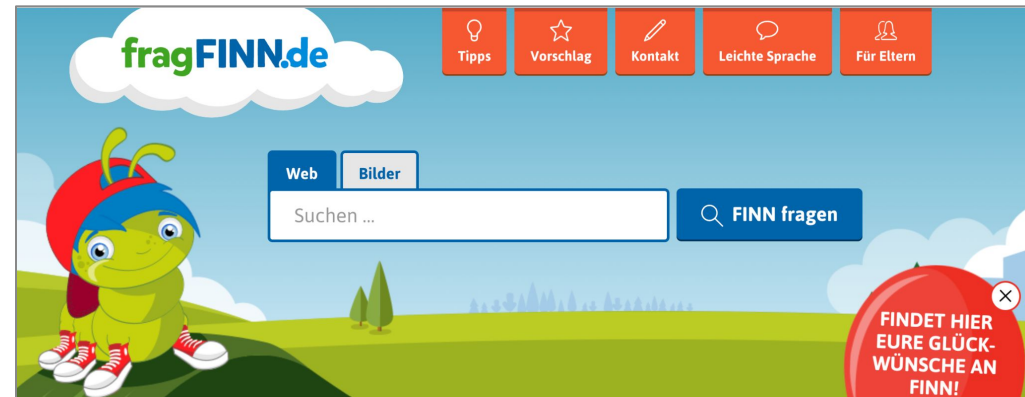 fragFINN.de
Tipps
Vorschlag
Kontakt
Leichte Sprache
Für Eltern
Web
Bilder
Suchen ...
FINN fragen
FINDET HIER
EURE GLÜCK-
WÜNSCHE AN
FINN!